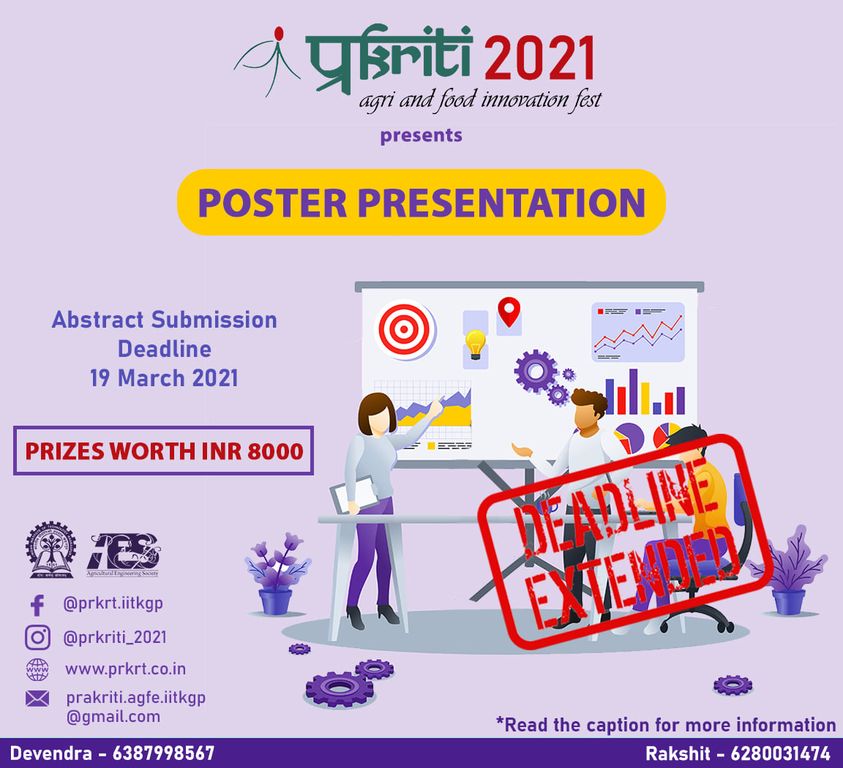 प्रkriti 2021
agri and food innovation fest
presents
POSTER PRESENTATION
Abstract Submission
Deadline
19 March 2021
PRIZES WORTH INR 8000
DEADLINE
EXTENDED
AES
Agricultural Engineering Society
@prkrt.iitkgp
@prkriti_2021
www.prkrt.co.in
prakriti.agfe.iitkgp
@gmail.com
*Read the caption for more information
Devendra - 6387998567
Rakshit - 6280031474